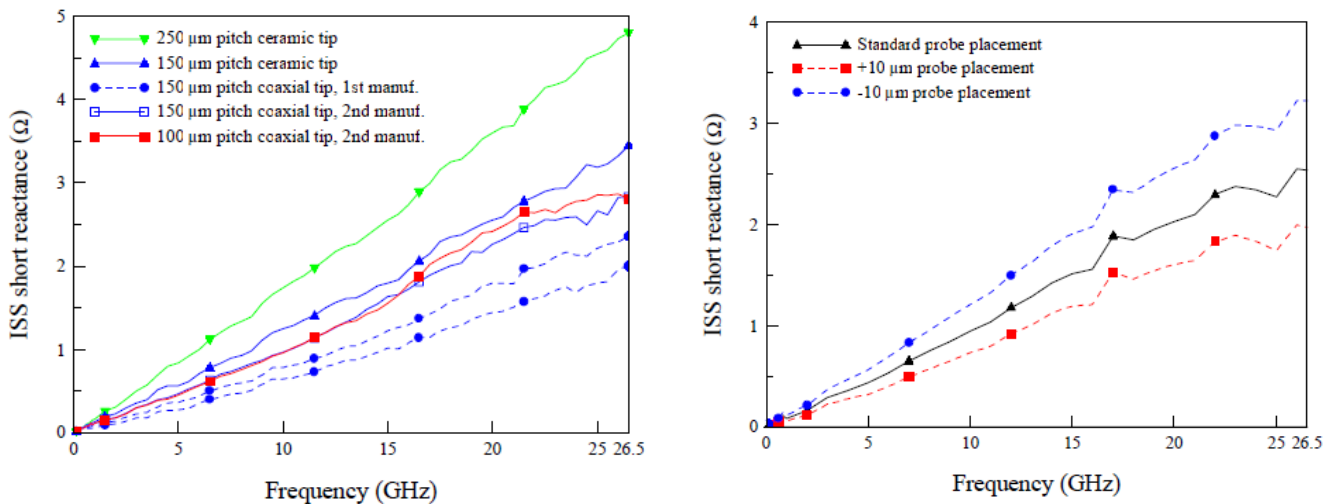 5
4
3
2
1
0
ISS short reactance (Ω)
250 µm pitch ceramic tip
150 µm pitch ceramic tip
150 µm pitch coaxial tip, 1st manuf.
150 µm pitch coaxial tip, 2nd manuf.
100 µm pitch coaxial tip, 2nd manuf.
0 5 10 15 20 25 26.5
Frequency (GHz)
4
3
2
1
0
ISS short reactance (Ω)
Standard probe placement
+10 µm probe placement
-10 µm probe placement
0 5 10 15 20 25 26.5
Frequency (GHz)